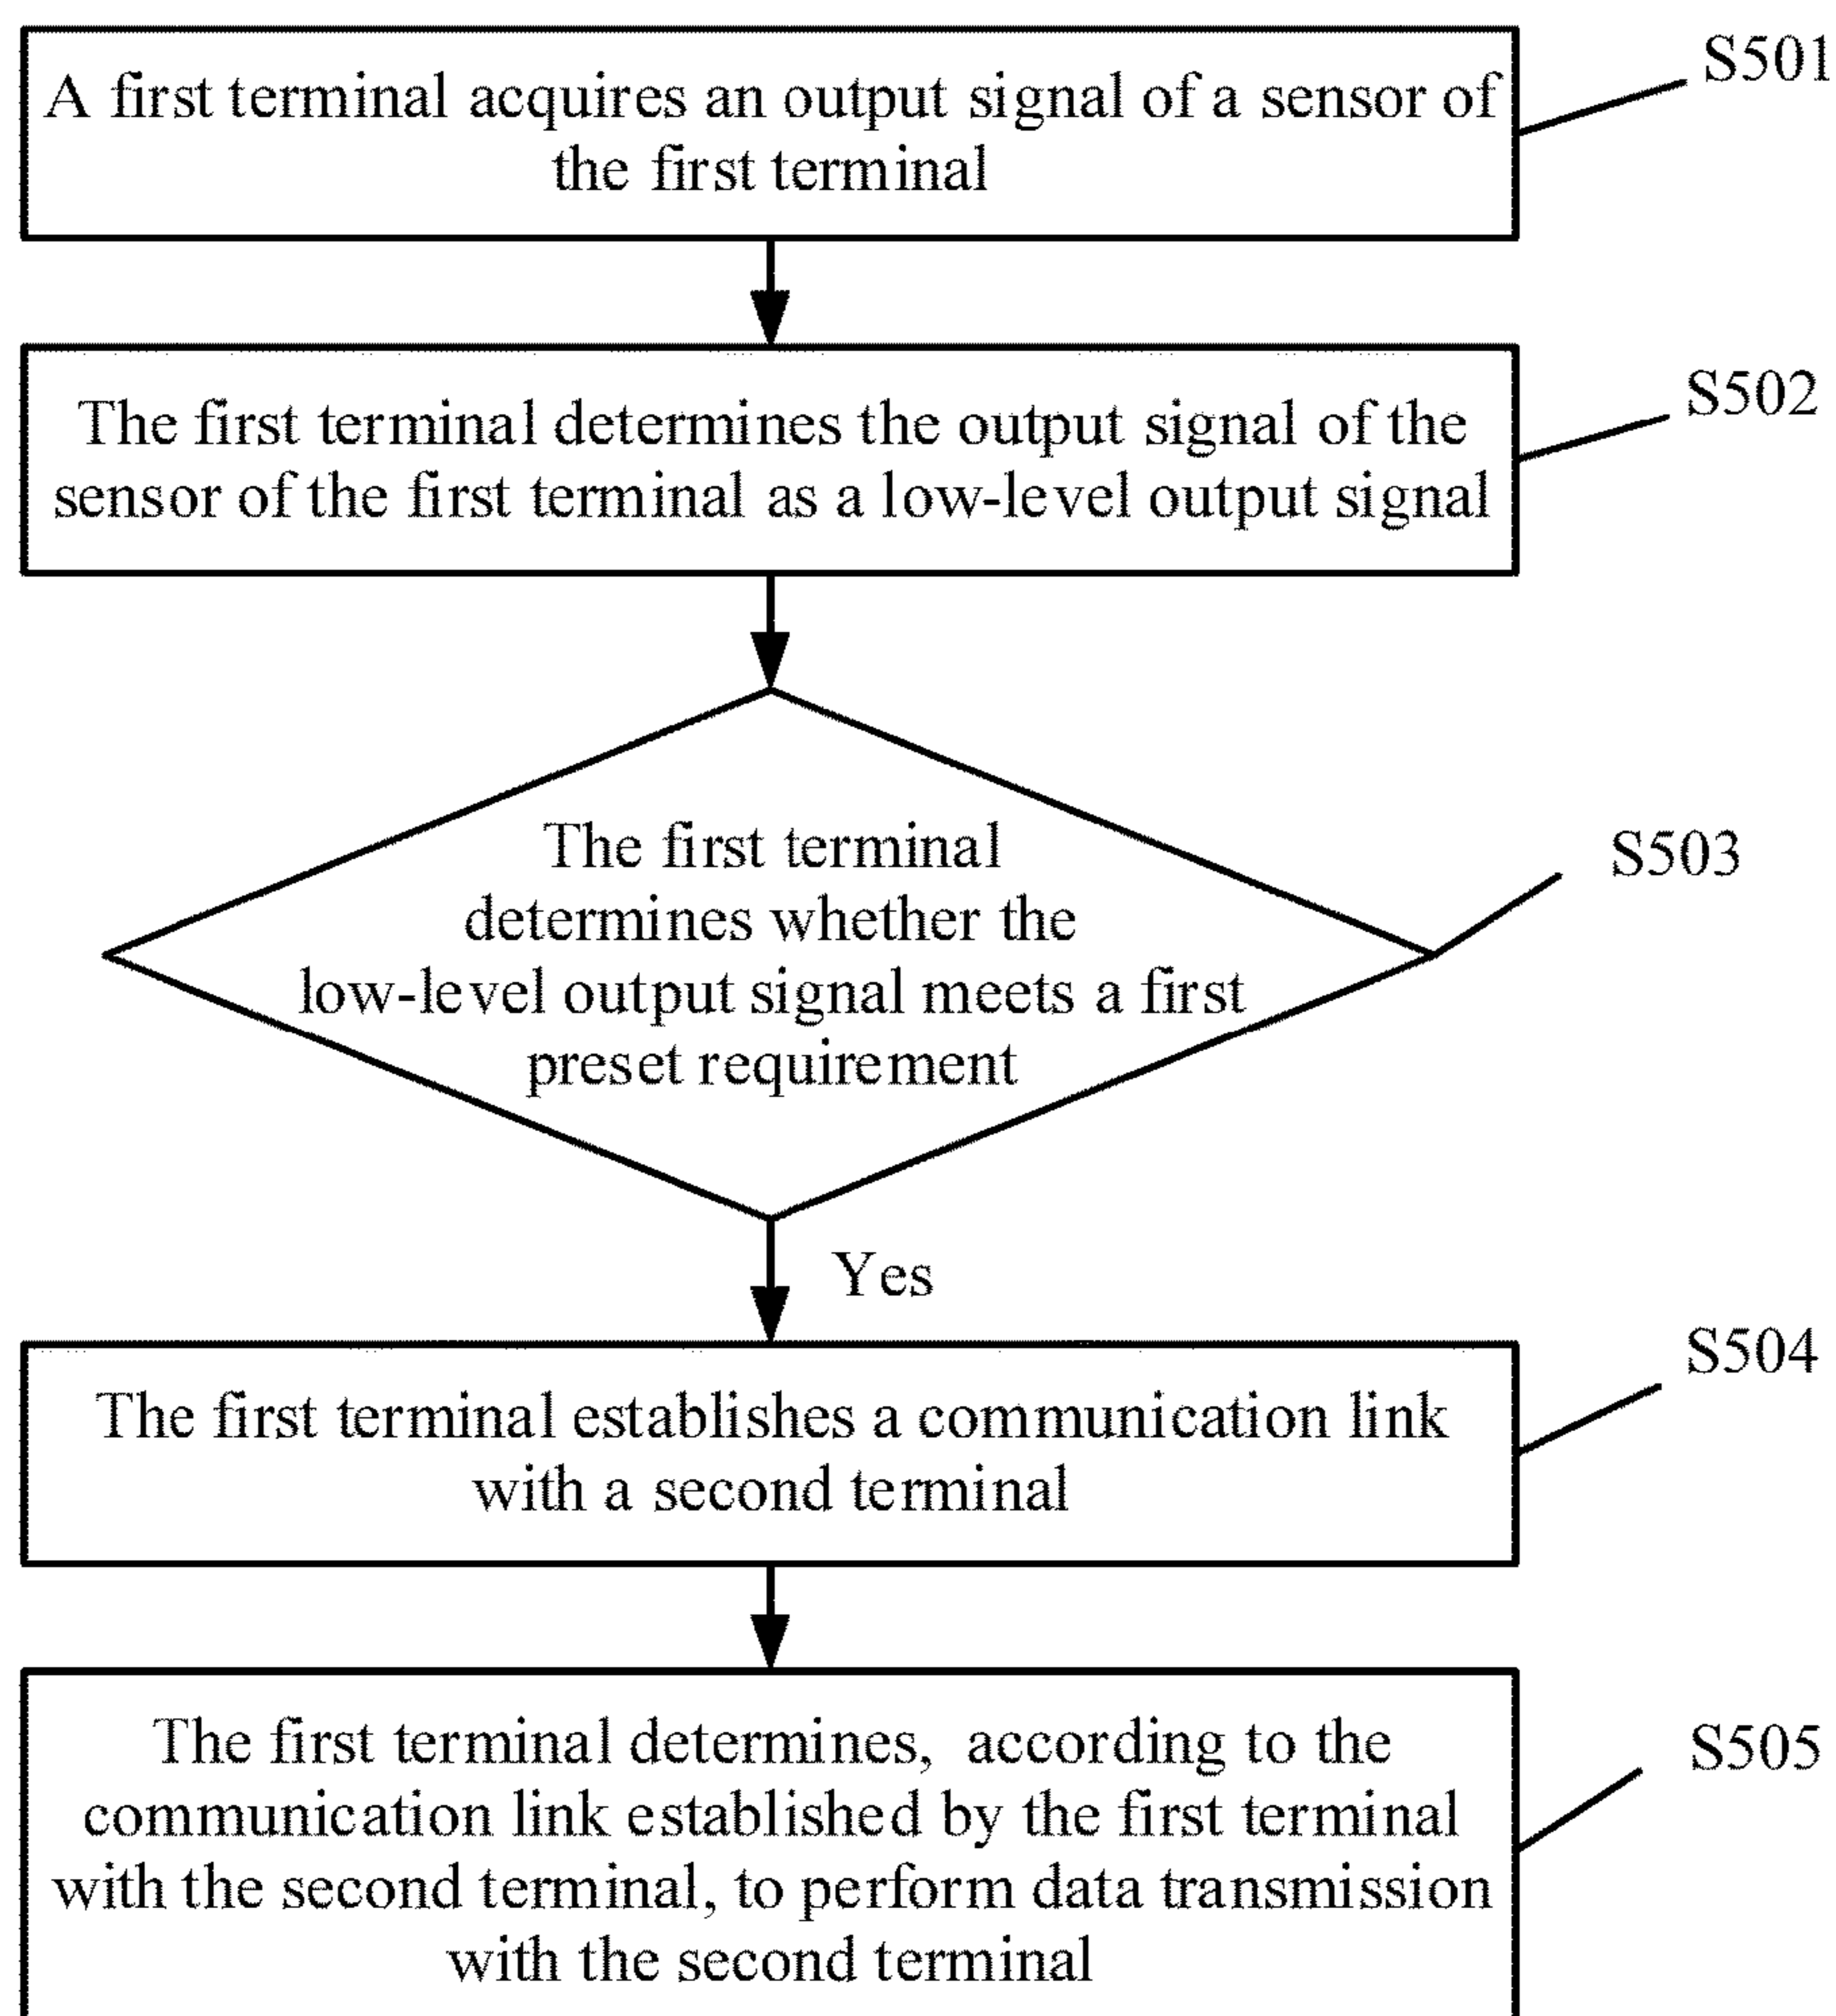 A first terminal acquires an output signal of a sensor of
the first terminal
S501
The first terminal determines the output signal of the
sensor of the first terminal as a low-level output signal
S502
The first terminal
determines whether the
low-level output signal meets a first
preset requirement
S503
Yes
The first terminal establishes a communication link
with a second terminal
S504
The first terminal determines, according to the
communication link established by the first terminal
with the second terminal, to perform data transmission
with the second terminal
S505